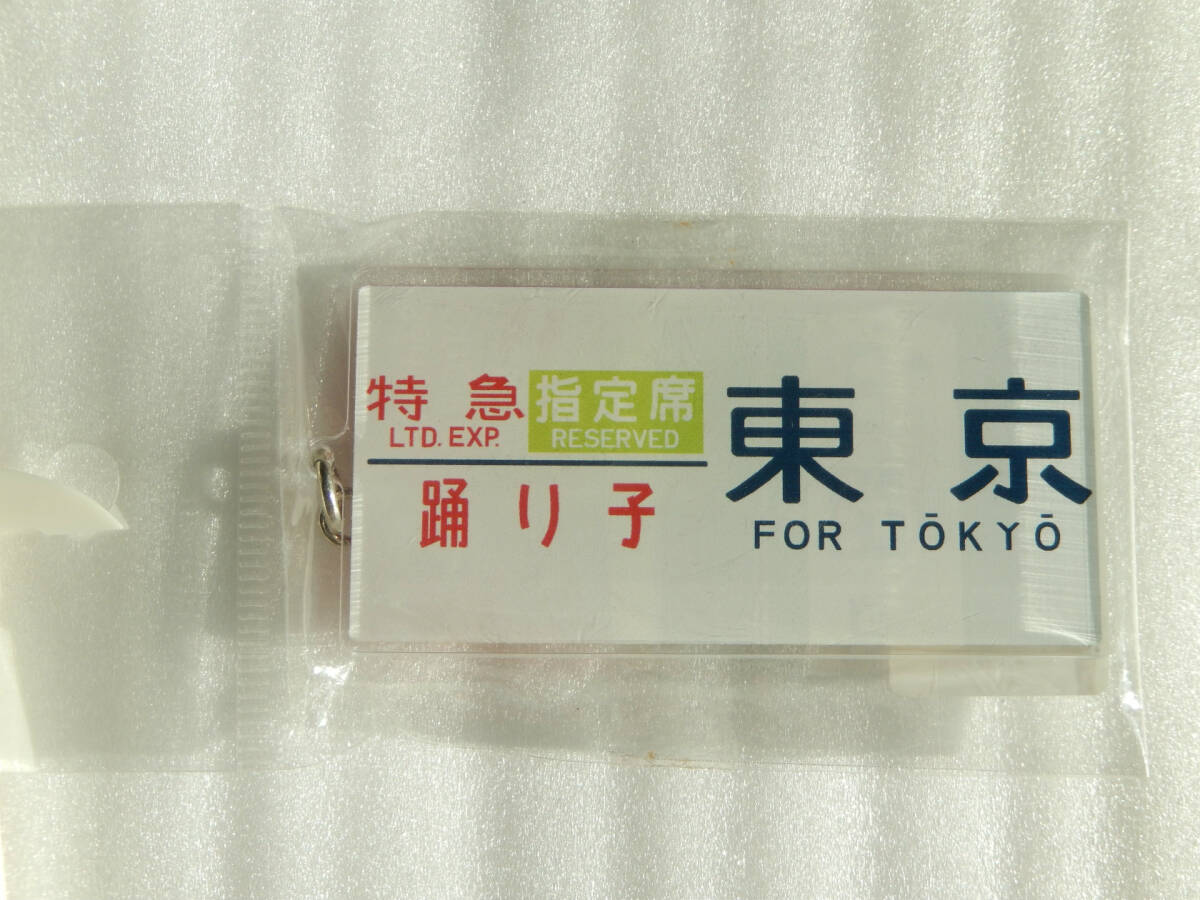 特急
LTD. EXP.
指定席
RESERVED
踊り子
東京
FOR TŌKYŌ